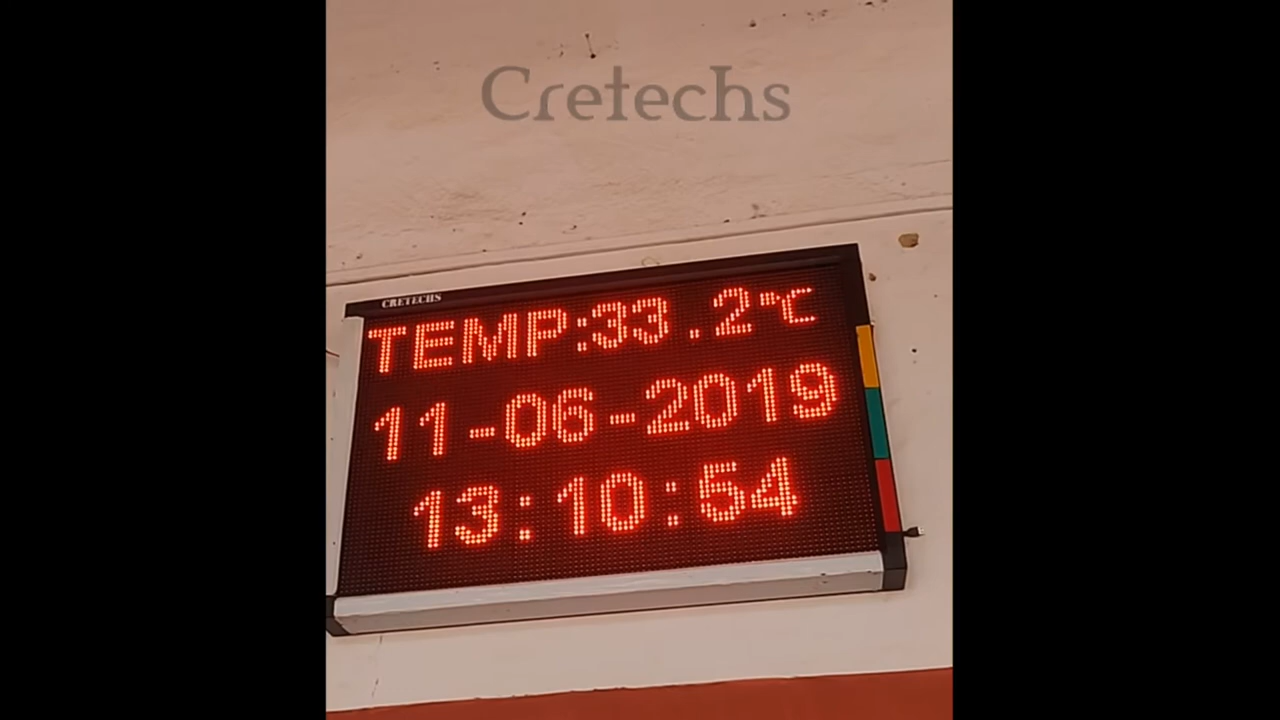 Cretechs
CRETECHS
TEMP:33.2℃
11-06-2019
13:10:54